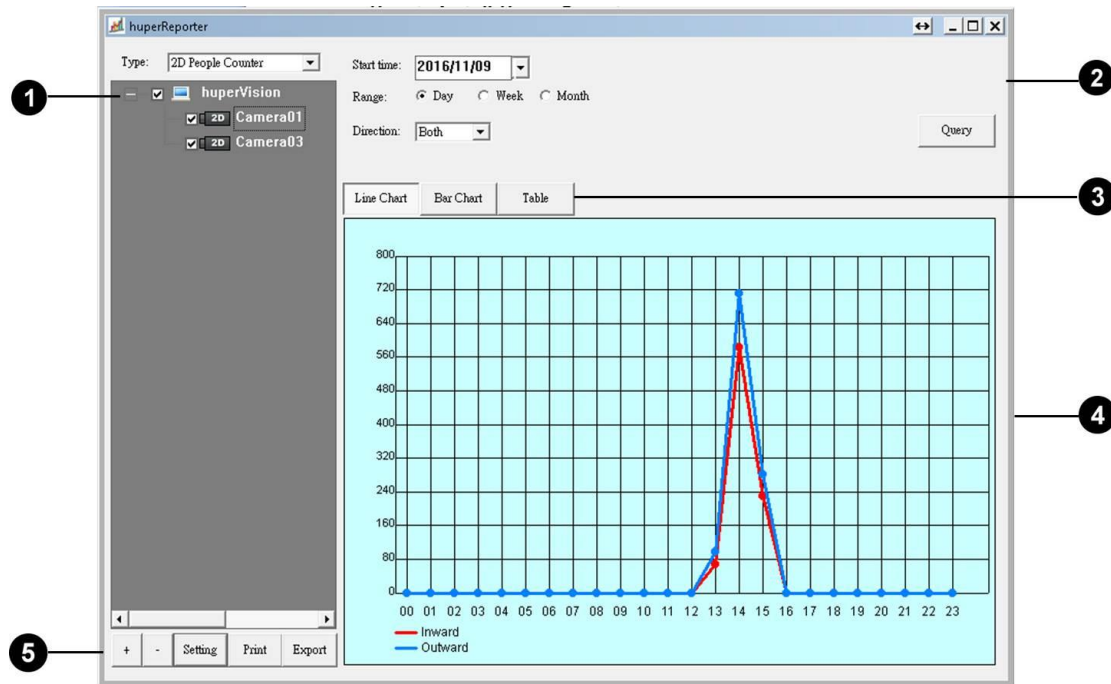 huperReporter
Type: 2D People Counter
1
huperVision
2D Camera01
2D Camera03
Start time: 2016/11/09
Range: Day Week Month
Direction: Both
Query
2
Line Chart Bar Chart Table
3
800
720
640
560
480
400
320
240
160
80
0
00 01 02 03 04 05 06 07 08 09 10 11 12 13 14 15 16 17 18 19 20 21 22 23
Inward
Outward
4
5
+ - Setting Print Export